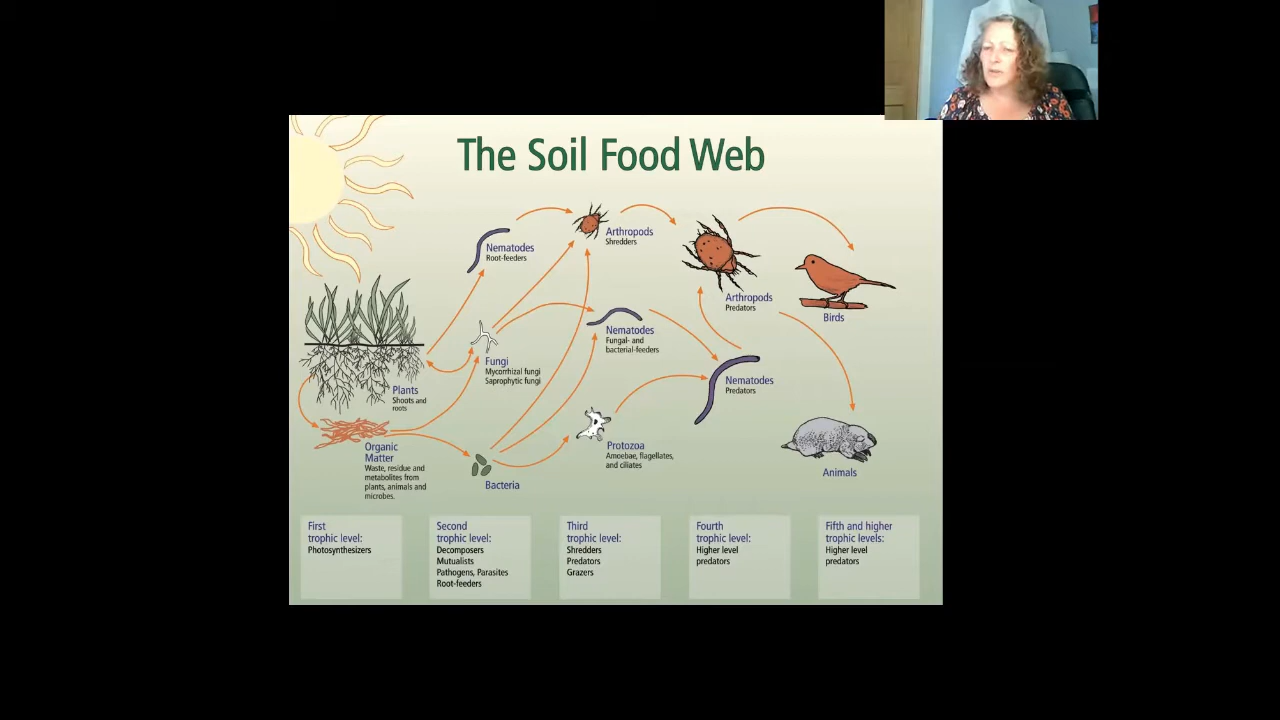 The Soil Food Web
Nematodes
Root-feeders
Arthropods
Shredders
Arthropods
Predators
Birds
Fungi
Mycorrhizal fungi
Saprophytic fungi
Nematodes
Fungal- and
bacterial-feeders
Nematodes
Predators
Plants
Shoots and
roots
Organic
Matter
Waste, residue and
metabolites from
plants, animals and
microbes.
Bacteria
Protozoa
Amoebae, flagellates,
and ciliates
Animals
First
trophic level:
Photosynthesizers
Second
trophic level:
Decomposers
Mutualists
Pathogens, Parasites
Root-feeders
Third
trophic level:
Shredders
Predators
Grazers
Fourth
trophic level:
Higher level
predators
Fifth and higher
trophic levels:
Higher level
predators